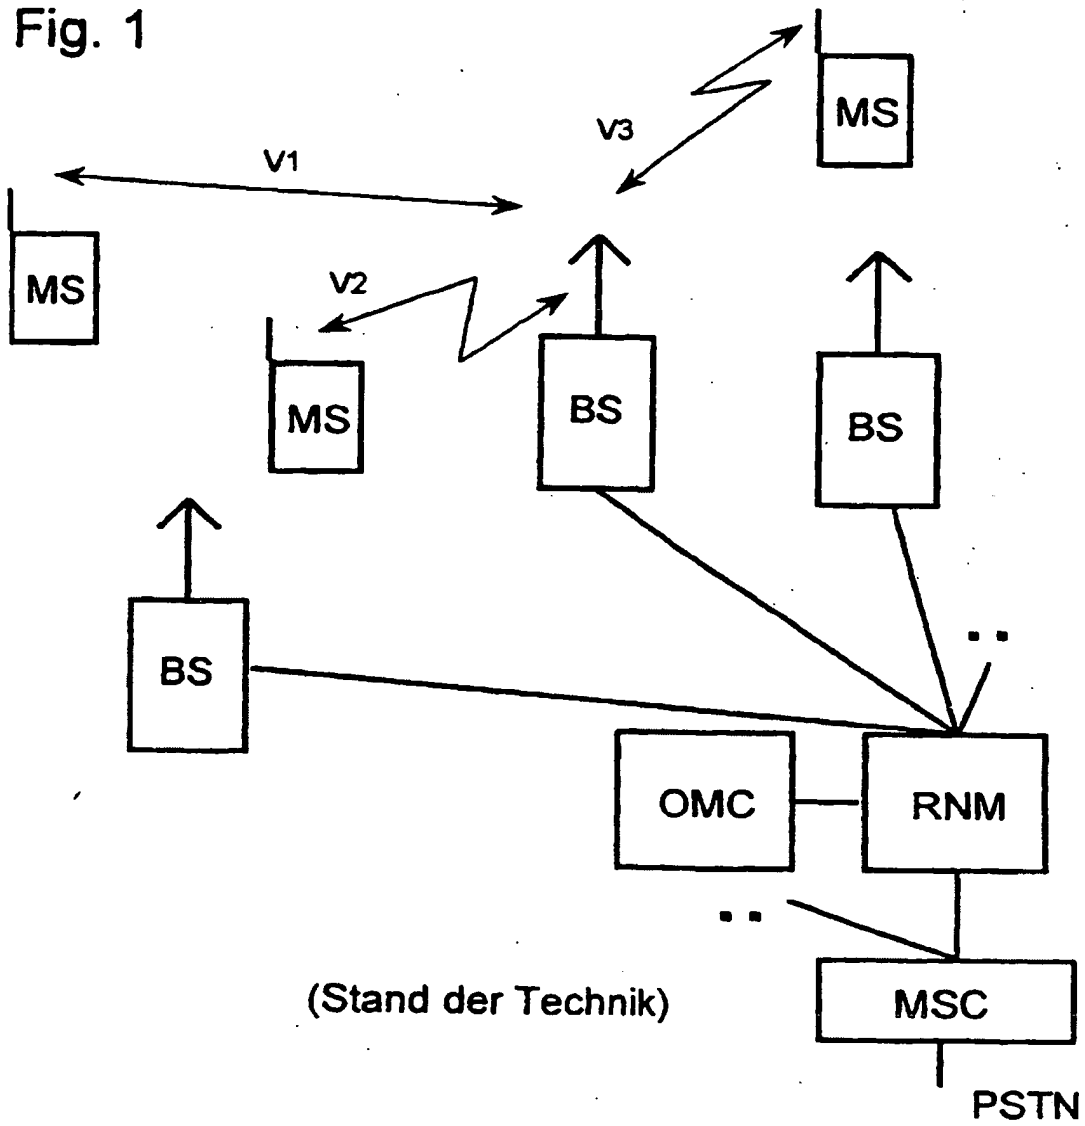 Fig. 1
MS
V3
V1
MS
V2
MS
BS
BS
BS
OMC
RNM
(Stand der Technik)
MSC
PSTN